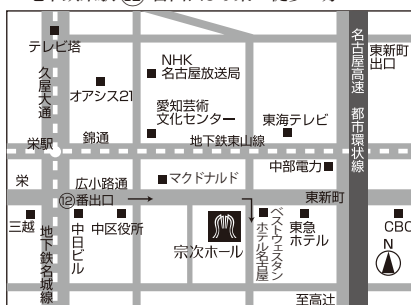 テレビ塔
久屋大通
オアシス21
NHK
名古屋放送局
愛知芸術
文化センター
東海テレビ
名古屋高速 都市環状線
東新町
出口
栄駅
錦通
地下鉄東山線
中部電力
栄
広小路通
マクドナルド
東新町
⑫番出口
三越
地下鉄名城線
中日
ビル
中区役所
宗次ホール
ベストウェスタン
ホテル名古屋
東急
ホテル
CBC
N
至高辻